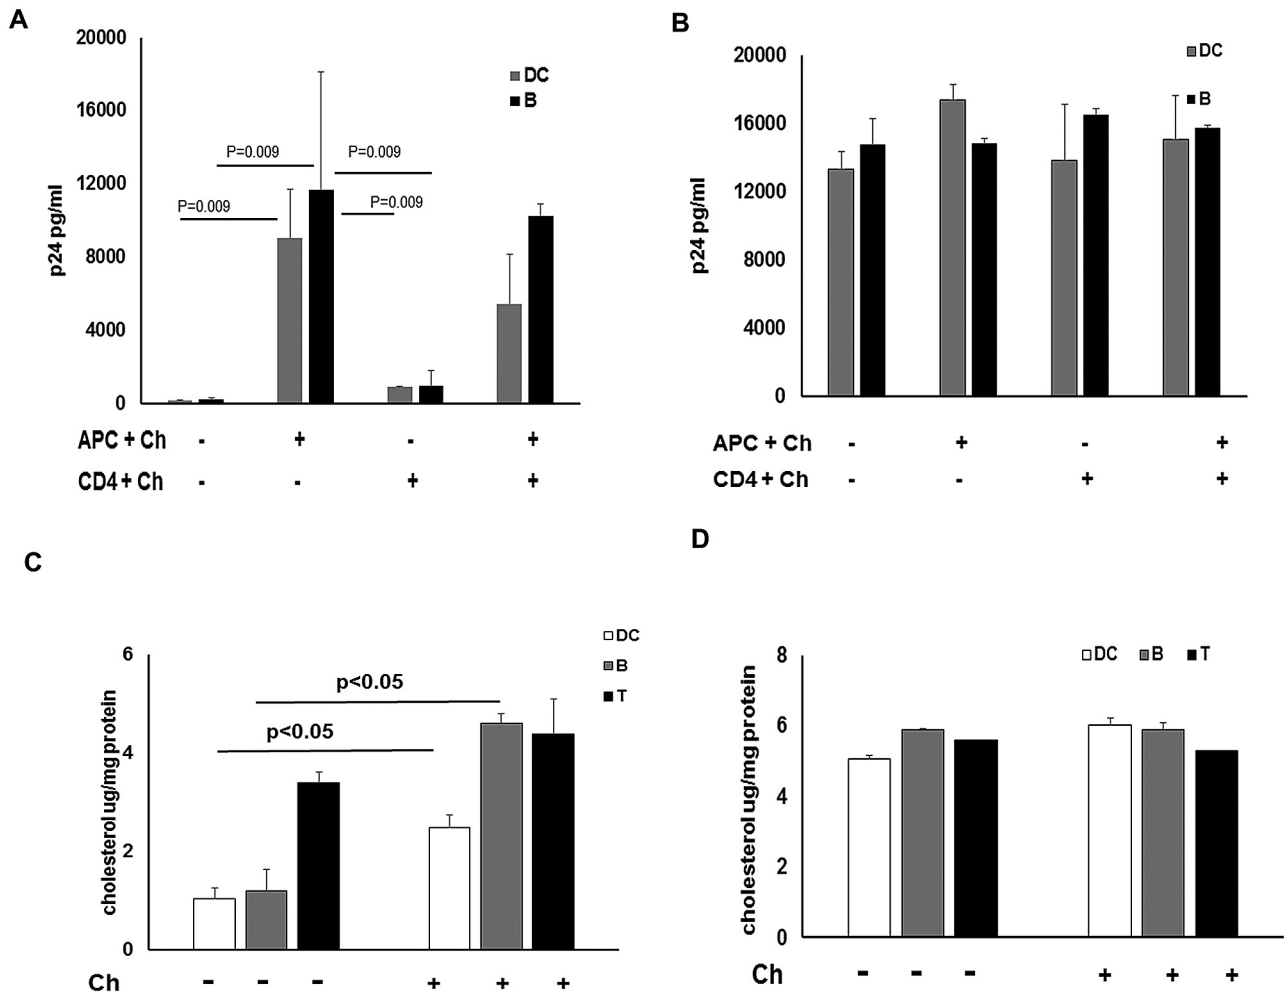 A
20000
16000
12000
8000
4000
0
p24 pg/ml
DC
B
P=0.009
P=0.009
P=0.009
P=0.009
APC + Ch - + - +
CD4 + Ch - - + +
B
20000
16000
12000
8000
4000
0
p24 pg/ml
DC
B
APC + Ch - + - +
CD4 + Ch - - + +
C
6
4
2
0
cholesterol ug/mg protein
DC
B
T
p<0.05
p<0.05
Ch - - - + + +
D
8
6
4
2
0
cholesterol ug/mg protein
DC B T
Ch - - - + + +